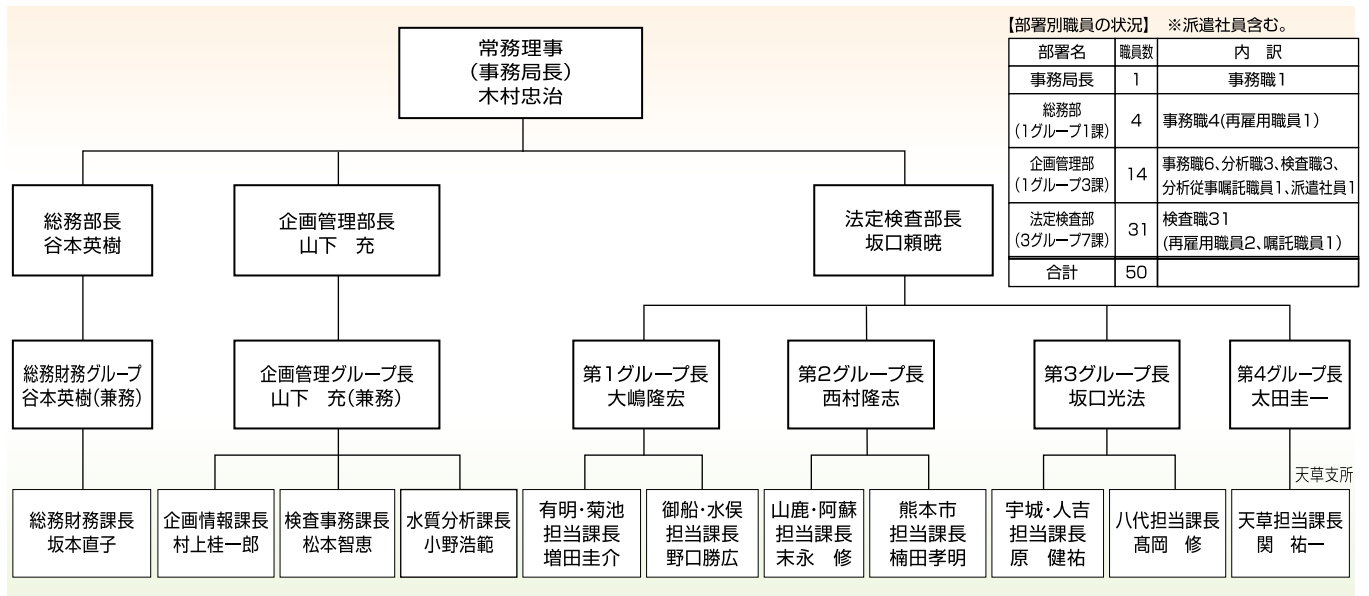 常務理事
(事務局長)
木村忠治
【部署別職員の状況】 ※派遣社員含む。
部署名 職員数 内 訳
事務局長 1 事務職1
総務部
(1グループ1課) 4 事務職4(再雇用職員1)
企画管理部
(1グループ3課) 14 事務職6、分析職3、検査職3、
分析従事嘱託職員1、派遣社員1
法定検査部
(3グループ7課) 31 検査職31
(再雇用職員2、嘱託職員1)
合計 50
総務部長
谷本英樹
企画管理部長
山下 充
法定検査部長
坂口頼暁
総務財務グループ
谷本英樹(兼務)
企画管理グループ長
山下 充(兼務)
第1グループ長
大嶋隆宏
第2グループ長
西村隆志
第3グループ長
坂口光法
第4グループ長
太田圭一
天草支所
総務財務課長
坂本直子
企画情報課長
村上桂一郎
検査事務課長
松本智恵
水質分析課長
小野浩範
有明・菊池
担当課長
増田圭介
御船・水俣
担当課長
野口勝広
山鹿・阿蘇
担当課長
末永 修
熊本市
担当課長
楠田孝明
宇城・人吉
担当課長
原 健祐
八代担当課長
髙岡 修
天草担当課長
関 祐一